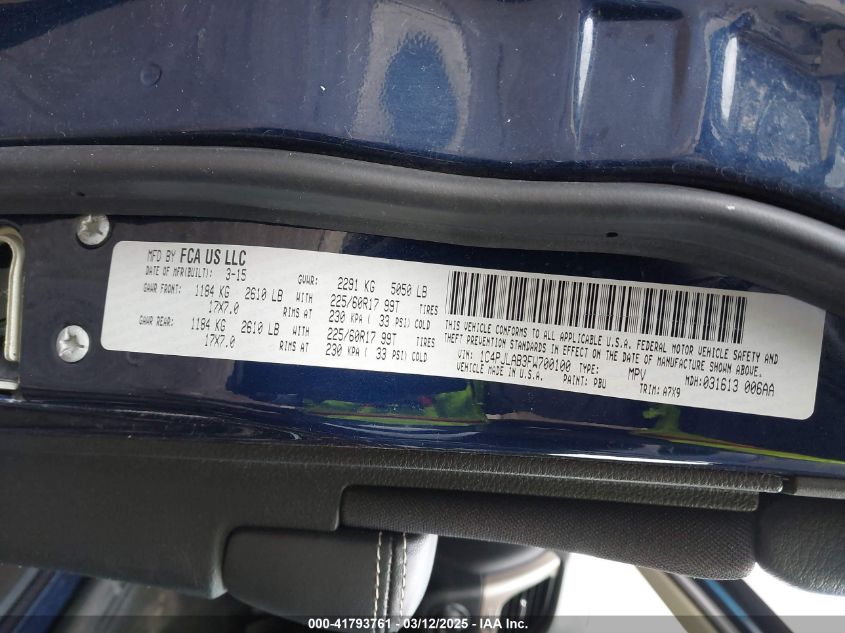 MFD BY FCA US LLC
DATE OF MFR(BUILT): 3-15 GVWR: 2291 KG 5050 LB
GAWR FRONT: 1184 KG 2610 LB WITH 225/60R17 99T TIRES
17X7.0 RIMS AT 230 KPA ( 33 PSI) COLD
GAWR REAR: 1184 KG 2610 LB WITH 225/60R17 99T TIRES
17X7.0 RIMS AT 230 KPA ( 33 PSI) COLD
THIS VEHICLE CONFORMS TO ALL APPLICABLE U.S.A. FEDERAL MOTOR VEHICLE SAFETY AND
THEFT PREVENTION STANDARDS IN EFFECT ON THE DATE OF MANUFACTURE SHOWN ABOVE.
VIN: 1C4PJLAB3FW700100 TYPE: MPV MDH:031613 006AA
VEHICLE MADE IN U.S.A. PAINT: PBU TRIM: A7X9
000-41793761 - 03/12/2025 - IAA Inc.